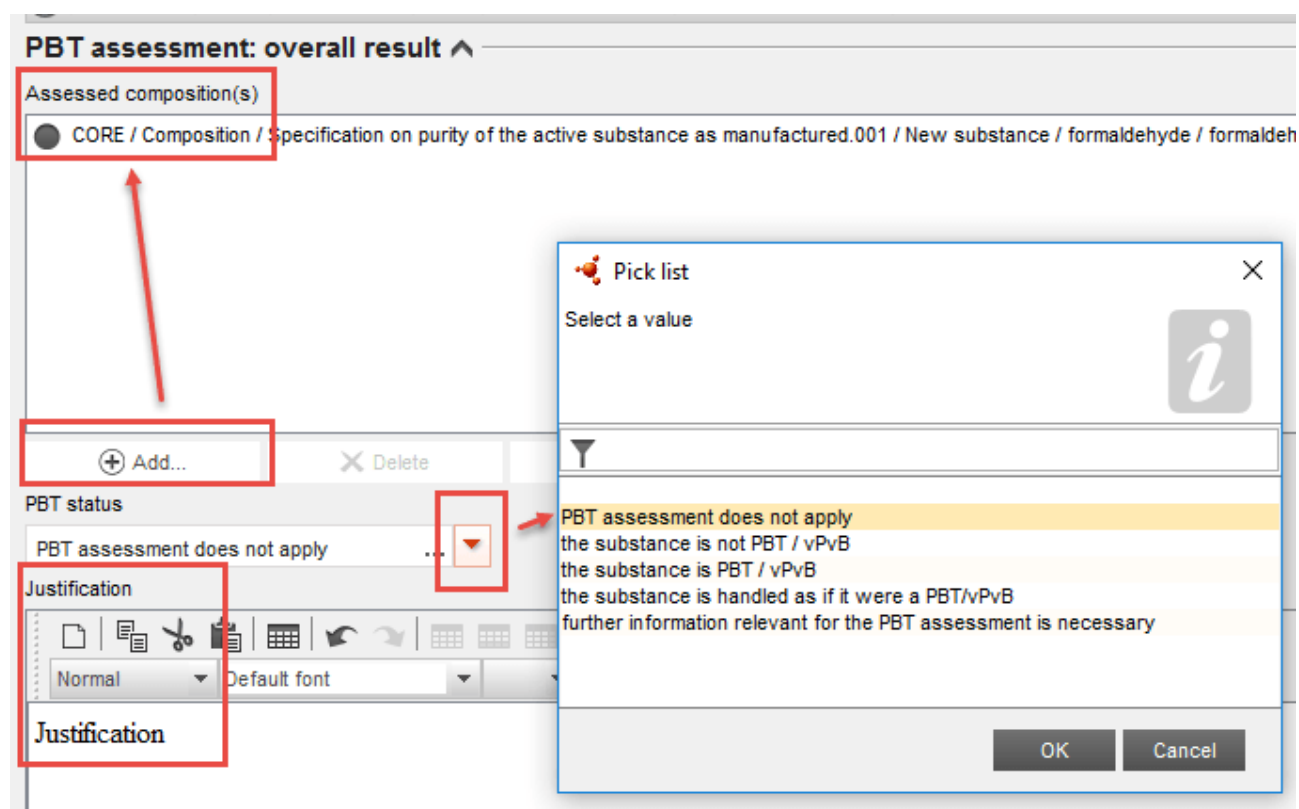 PBT assessment: overall result
Assessed composition(s)
CORE / Composition / Specification on purity of the active substance as manufactured.001 / New substance / formaldehyde / formaldeh
Add...
Delete
PBT status
PBT assessment does not apply ...
Justification
Normal
Default font
Justification
Pick list
Select a value
PBT assessment does not apply
the substance is not PBT / vPvB
the substance is PBT / vPvB
the substance is handled as if it were a PBT/vPvB
further information relevant for the PBT assessment is necessary
OK
Cancel